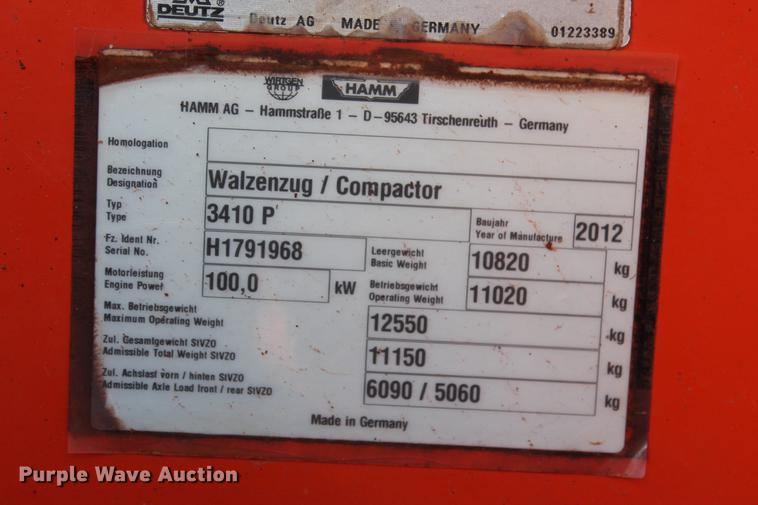 DEUTZ ®
Deutz AG MADE IN GERMANY 01223389
WIRTGEN GROUP HAMM
HAMM AG – Hammstraße 1 – D–95643 Tirschenreuth – Germany
Homologation
Bezeichnung
Designation
Walzenzug / Compactor
Typ
Type
3410 P
Baujahr
Year of Manufacture
2012
Fz. Ident Nr.
Serial No.
H1791968
Leergewicht
Basic Weight
10820 kg
Motorleistung
Engine Power
100,0 kW
Betriebsgewicht
Operating Weight
11020 kg
Max. Betriebsgewicht
Maximum Operating Weight
12550 kg
Zul. Gesamtgewicht StVZO
Admissible Total Weight StVZO
11150 kg
Zul. Achslast vorn / hinten StVZO
Admissible Axle Load front / rear StVZO
6090 / 5060 kg
Made in Germany
Purple Wave Auction